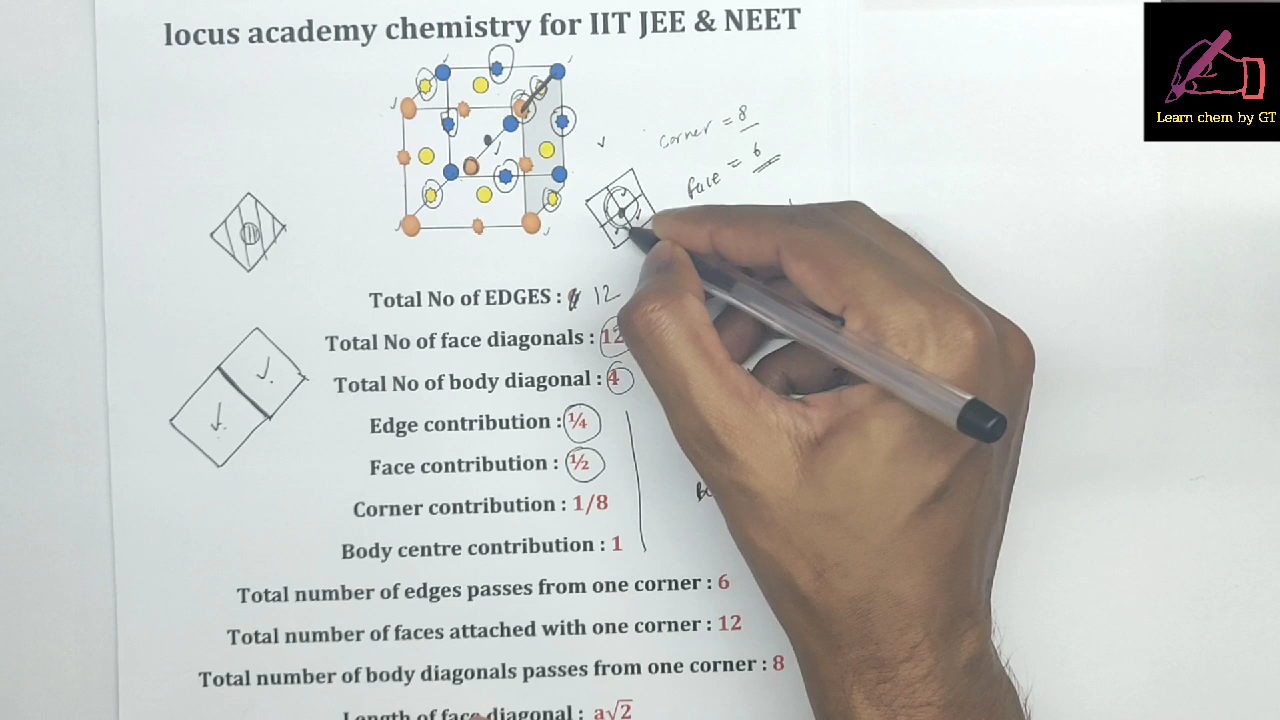 locus academy chemistry for IIT JEE & NEET
Learn chem by GT
corner = 8
face = 6
Total No of EDGES : 12
Total No of face diagonals : 12
Total No of body diagonal : 4
Edge contribution : ¼
Face contribution : ½
Corner contribution : 1/8
Body centre contribution : 1
Total number of edges passes from one corner : 6
Total number of faces attached with one corner : 12
Total number of body diagonals passes from one corner : 8
Length of face diagonal : a√2